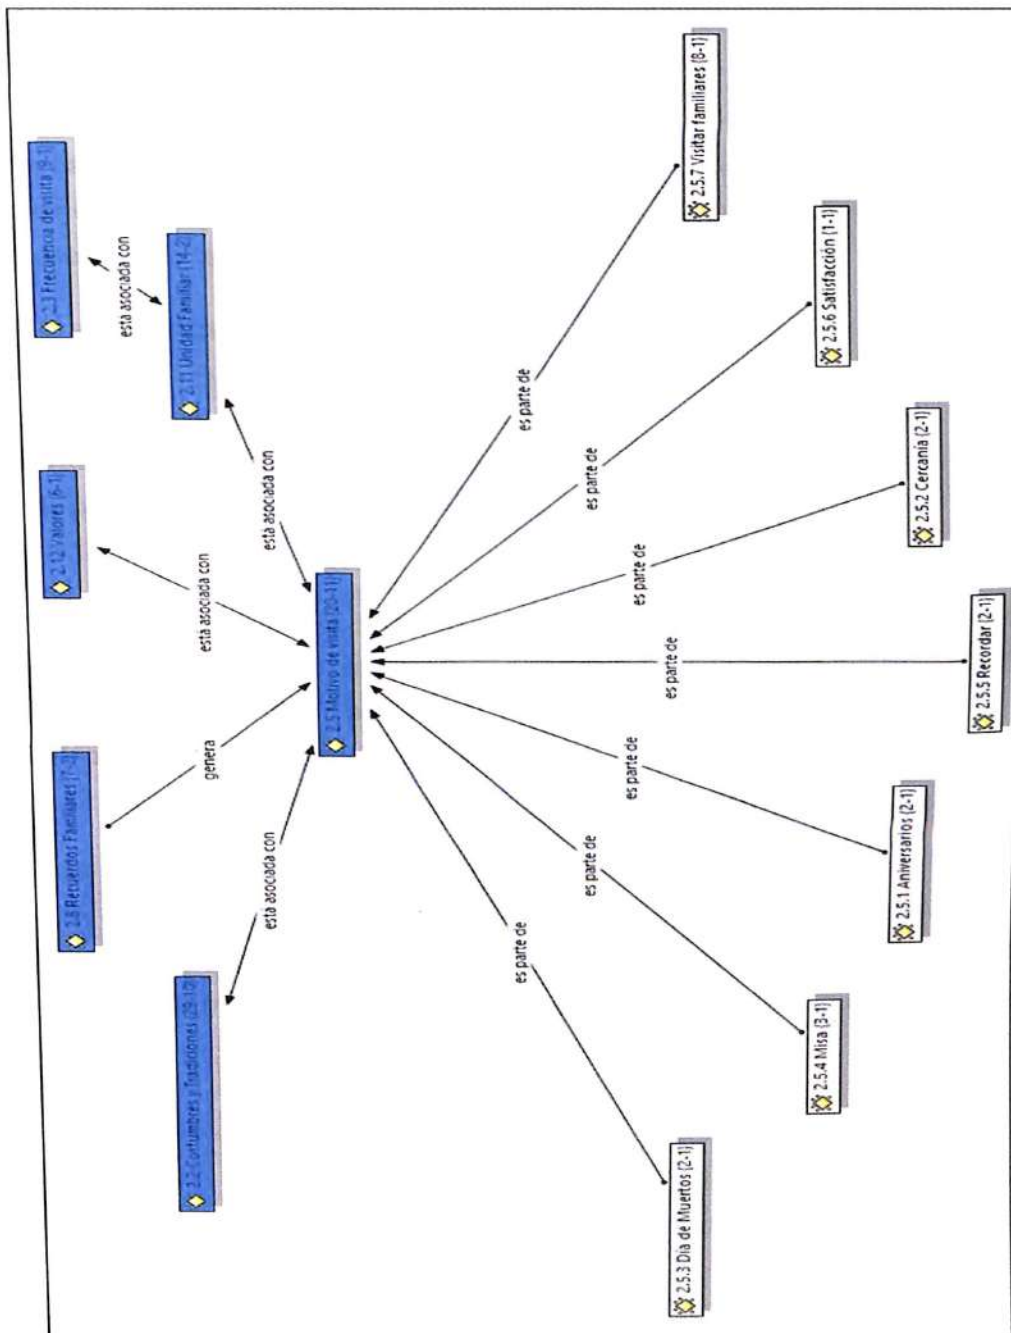 2.8 Recuerdos Familiares {7-2}
2.12 Valores {6-1}
2.3 Frecuencia de visita {9-1}
está asociada con
2.2 Costumbres y Tradiciones {29-10}
2.11 Unidad Familiar {14-2}
genera
está asociada con
está asociada con
está asociada con
2.5 Motivo de visita {20-11}
es parte de
es parte de
es parte de
es parte de
es parte de
es parte de
es parte de
2.5.3 Día de Muertos {2-1}
2.5.7 Visitar familiares {8-1}
2.5.4 Misa {3-1}
2.5.6 Satisfacción {1-1}
2.5.1 Aniversarios {2-1}
2.5.2 Cercanía {2-1}
2.5.5 Recordar {2-1}